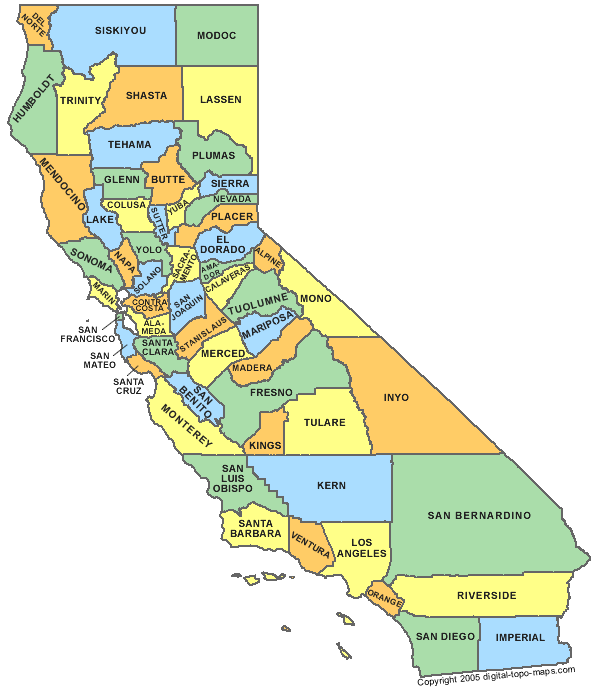 DEL
NORTE
SISKIYOU
MODOC
HUMBOLDT
TRINITY
SHASTA
LASSEN
TEHAMA
PLUMAS
MENDOCINO
GLENN
BUTTE
SIERRA
COLUSA
YUBA
NEVADA
LAKE
SUTTER
PLACER
SONOMA
NAPA
YOLO
EL
DORADO
ALPINE
SACRA-
MENTO
AMA-
DOR
SOLANO
CALAVERAS
MARIN
CONTRA
COSTA
SAN
JOAQUIN
TUOLUMNE
MONO
SAN
FRANCISCO
ALA-
MEDA
STANISLAUS
MARIPOSA
SAN
MATEO
SANTA
CLARA
MERCED
MADERA
SANTA
CRUZ
SAN
BENITO
FRESNO
INYO
MONTEREY
TULARE
KINGS
SAN
LUIS
OBISPO
KERN
SAN BERNARDINO
SANTA
BARBARA
VENTURA
LOS
ANGELES
ORANGE
RIVERSIDE
SAN DIEGO
IMPERIAL
Copyright 2005 digital-topo-maps.com